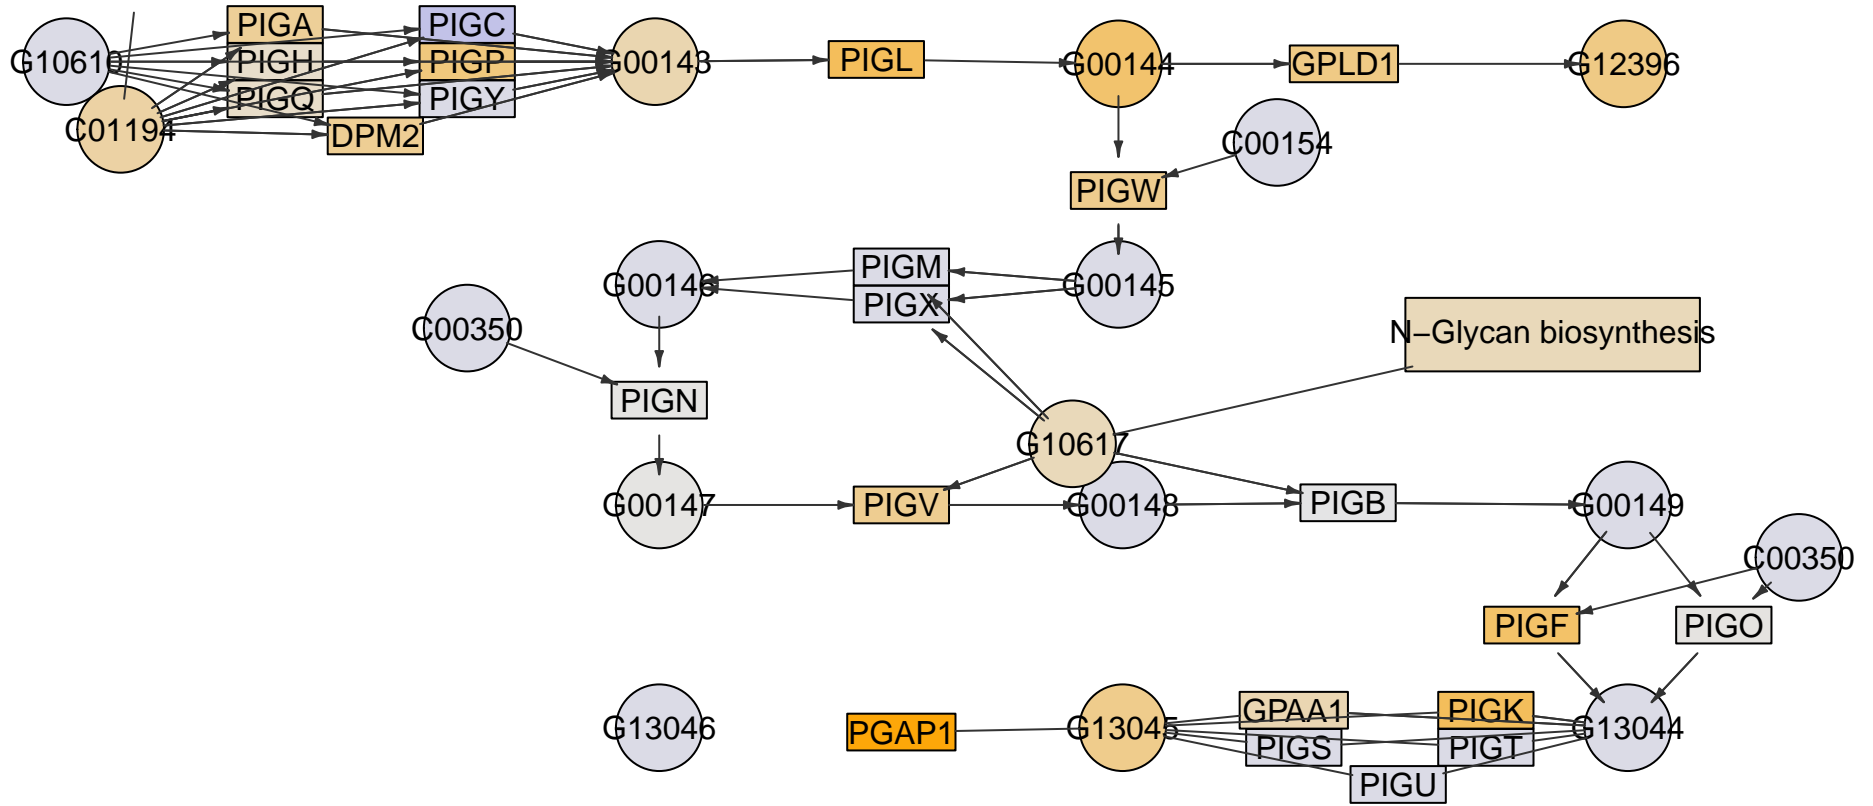 PIGA
PIGC
G10619
PIGH
PIGP
G00143
PIGL
G00144
GPLD1
G12396
PIGQ
PIGY
C01194
DPM2
C00154
PIGW
PIGM
G00146
G00145
PIGX
C00350
N−Glycan biosynthesis
PIGN
G10617
G00147
PIGV
G00148
PIGB
G00149
C00350
PIGF
PIGO
GPAA1
PIGK
G13046
PGAP1
G13045
G13044
PIGS
PIGT
PIGU